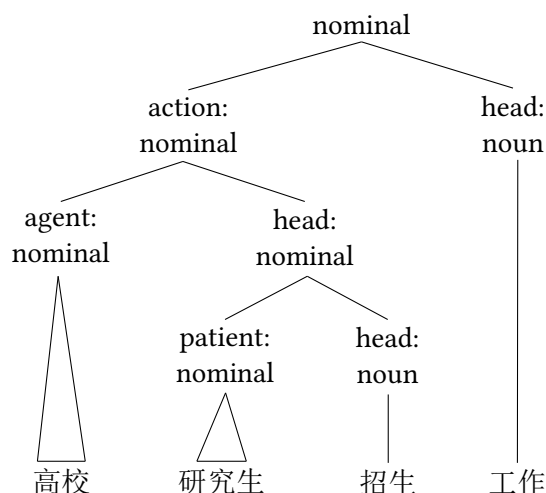 nominal
action:
nominal
head:
noun
agent:
nominal
head:
nominal
patient:
nominal
head:
noun
高校 研究生 招生 工作